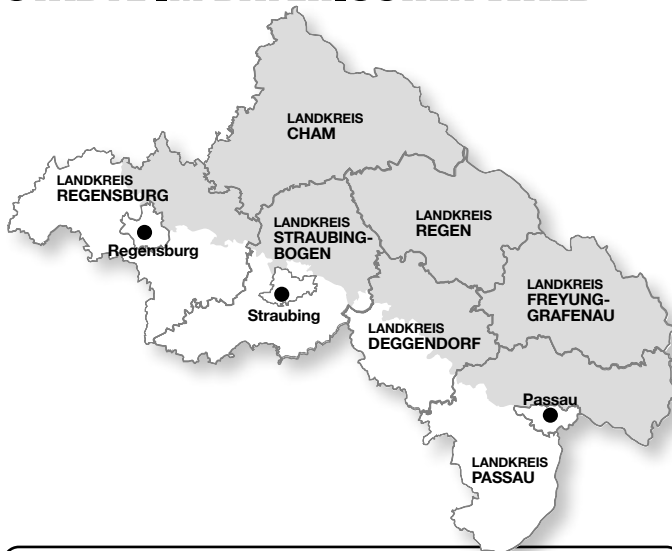 LANDKREIS
CHAM
LANDKREIS
REGENSBURG
Regensburg
LANDKREIS
STRAUBING-
BOGEN
Straubing
LANDKREIS
REGEN
LANDKREIS
FREYUNG-
GRAFENAU
LANDKREIS
DEGGENDORF
Passau
LANDKREIS
PASSAU